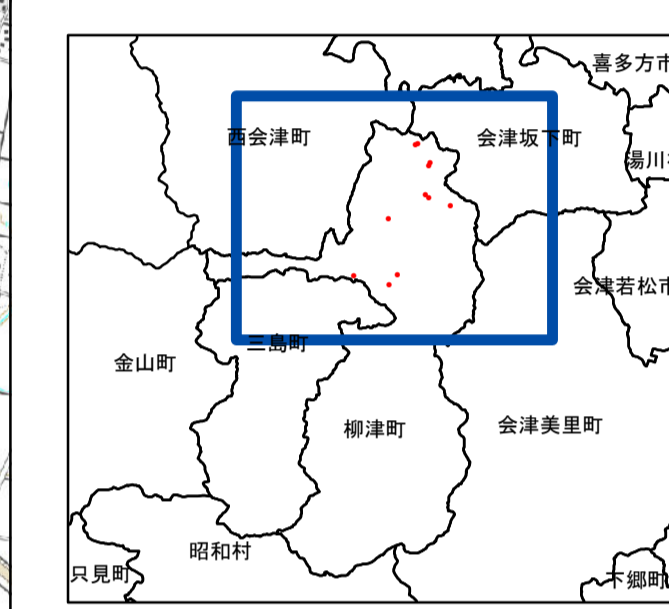 喜多方市
西会津町
会津坂下町
湯川
会津若松市
三島町
金山町
柳津町
会津美里町
昭和村
只見町
下郷町